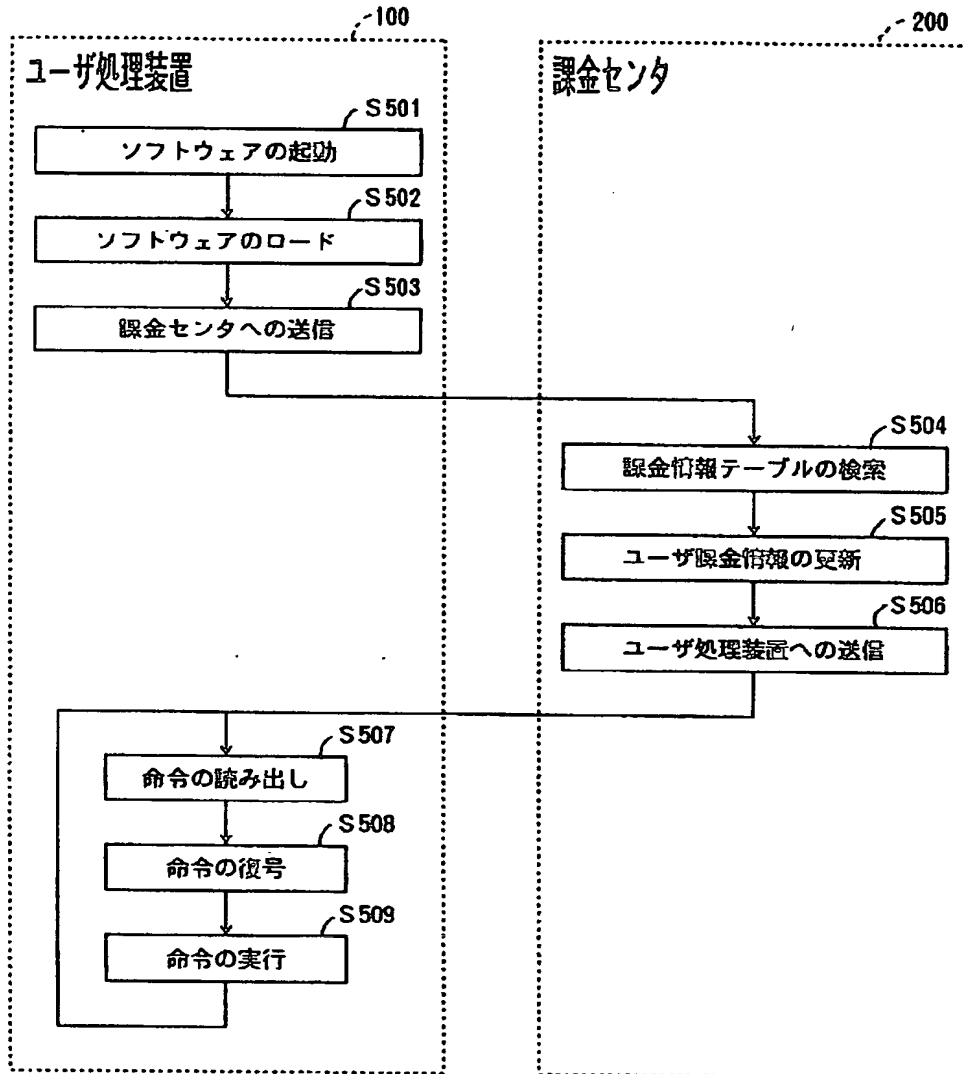 100
200
ユーザ処理装置
課金センタ
S501
ソフトウェアの起動
S502
ソフトウェアのロード
S503
課金センタへの送信
S504
課金情報テーブルの検索
S505
ユーザ課金情報の更新
S506
ユーザ処理装置への送信
S507
命令の読み出し
S508
命令の復号
S509
命令の実行